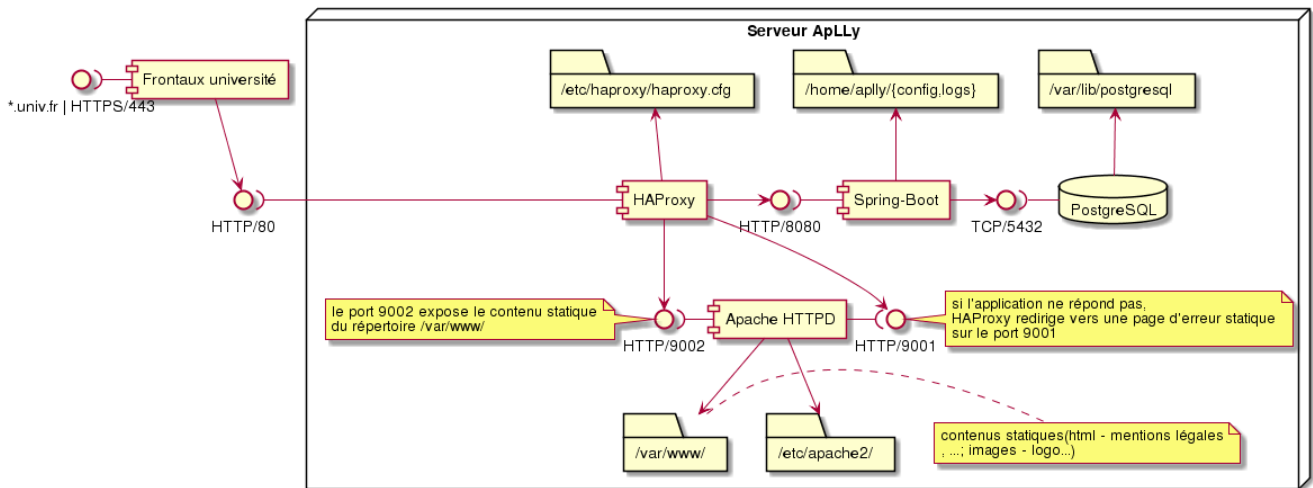 Serveur ApLLy
Frontaux université
*.univ.fr | HTTPS/443
/etc/haproxy/haproxy.cfg
/home/aplly/{config,logs}
/var/lib/postgresql
HTTP/80
HAProxy
HTTP/8080
Spring-Boot
TCP/5432
PostgreSQL
le port 9002 expose le contenu statique
du répertoire /var/www/
HTTP/9002
Apache HTTPD
HTTP/9001
si l'application ne répond pas,
HAProxy redirige vers une page d'erreur statique
sur le port 9001
/var/www/
/etc/apache2/
contenus statiques(html - mentions légales
, ...; images - logo...)